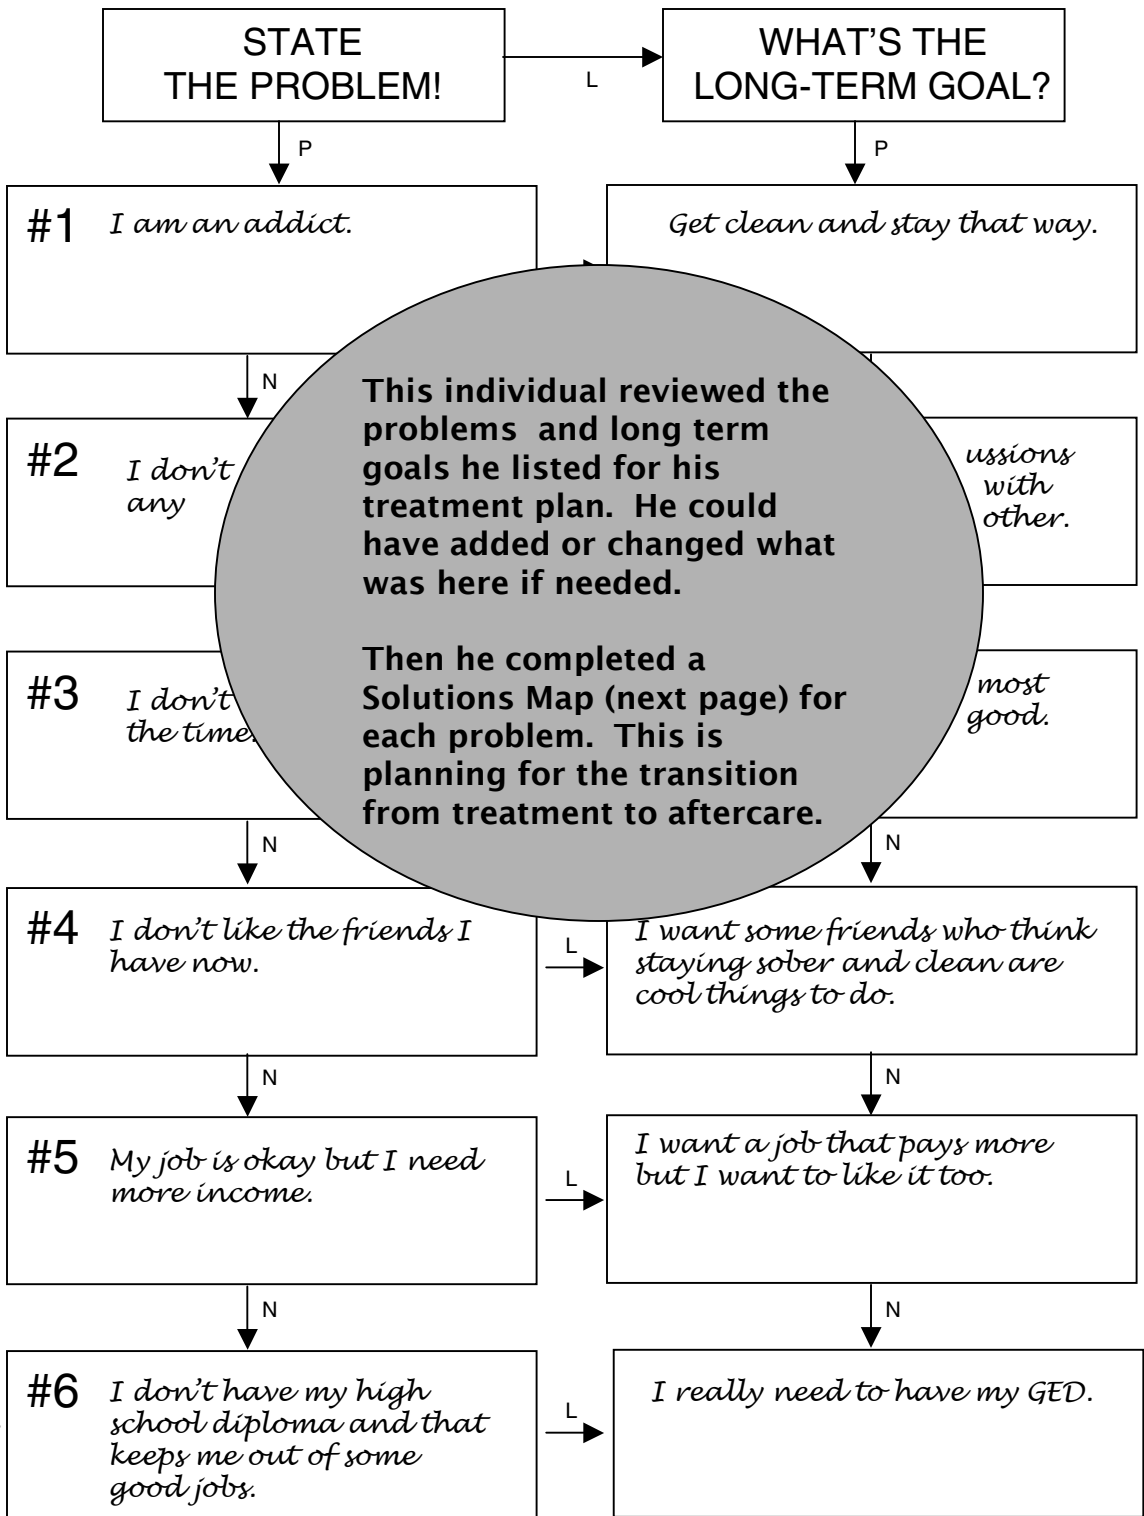 STATE
THE PROBLEM!
L
WHAT'S THE
LONG-TERM GOAL?
P
P
#1 I am an addict.
Get clean and stay that way.
N
#2 I don't
any
ussions
with
other.
#3 I don't
the time.
most
good.
This individual reviewed the
problems and long term
goals he listed for his
treatment plan. He could
have added or changed what
was here if needed.
Then he completed a
Solutions Map (next page) for
each problem. This is
planning for the transition
from treatment to aftercare.
N
N
#4 I don't like the friends I
have now.
L
I want some friends who think
staying sober and clean are
cool things to do.
N
N
#5 My job is okay but I need
more income.
L
I want a job that pays more
but I want to like it too.
N
N
#6 I don't have my high
school diploma and that
keeps me out of some
good jobs.
L
I really need to have my GED.